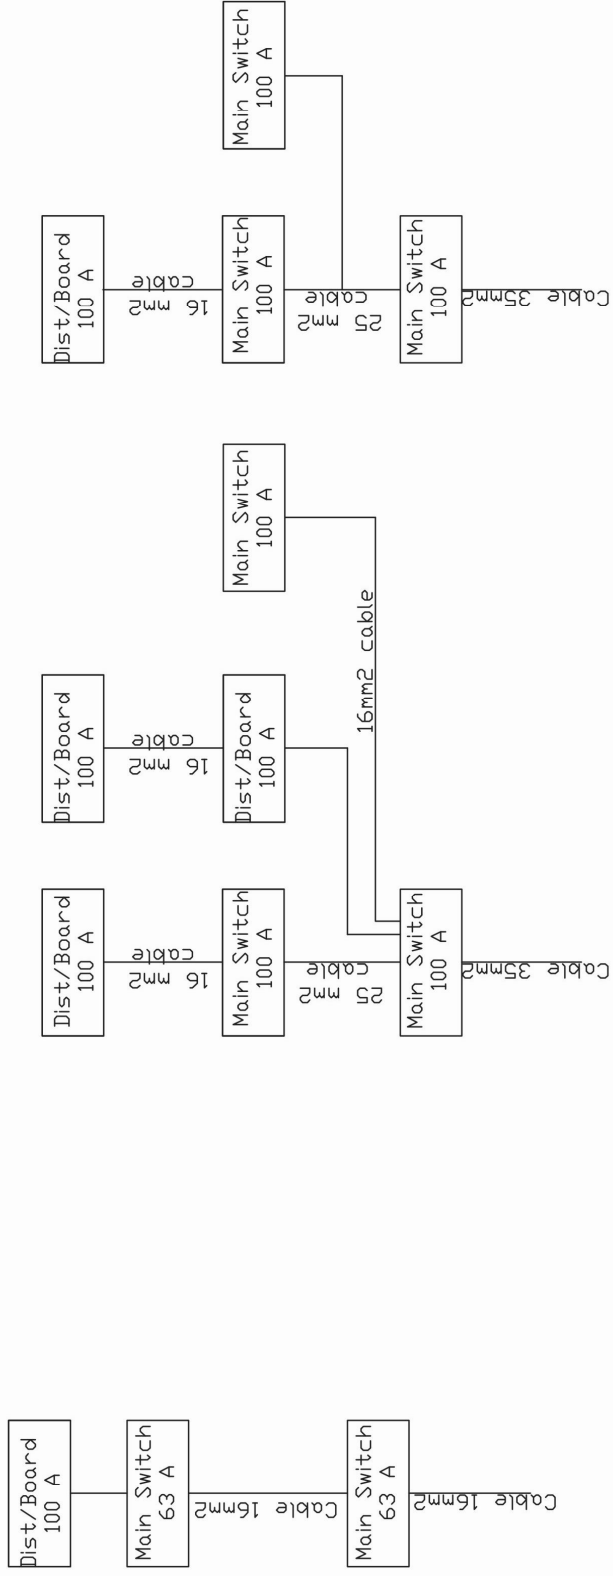 Main Switch
100 A
Dist/Board
100 A
16 mm2
cable
Main Switch
100 A
25 mm2
cable
Main Switch
100 A
Cable 35mm2
Main Switch
100 A
16mm2 cable
Dist/Board
100 A
16 mm2
cable
Dist/Board
100 A
Dist/Board
100 A
16 mm2
cable
Main Switch
100 A
25 mm2
cable
Main Switch
100 A
Cable 35mm2
Dist/Board
100 A
Main Switch
63 A
Cable 16mm2
Main Switch
63 A
Cable 16mm2